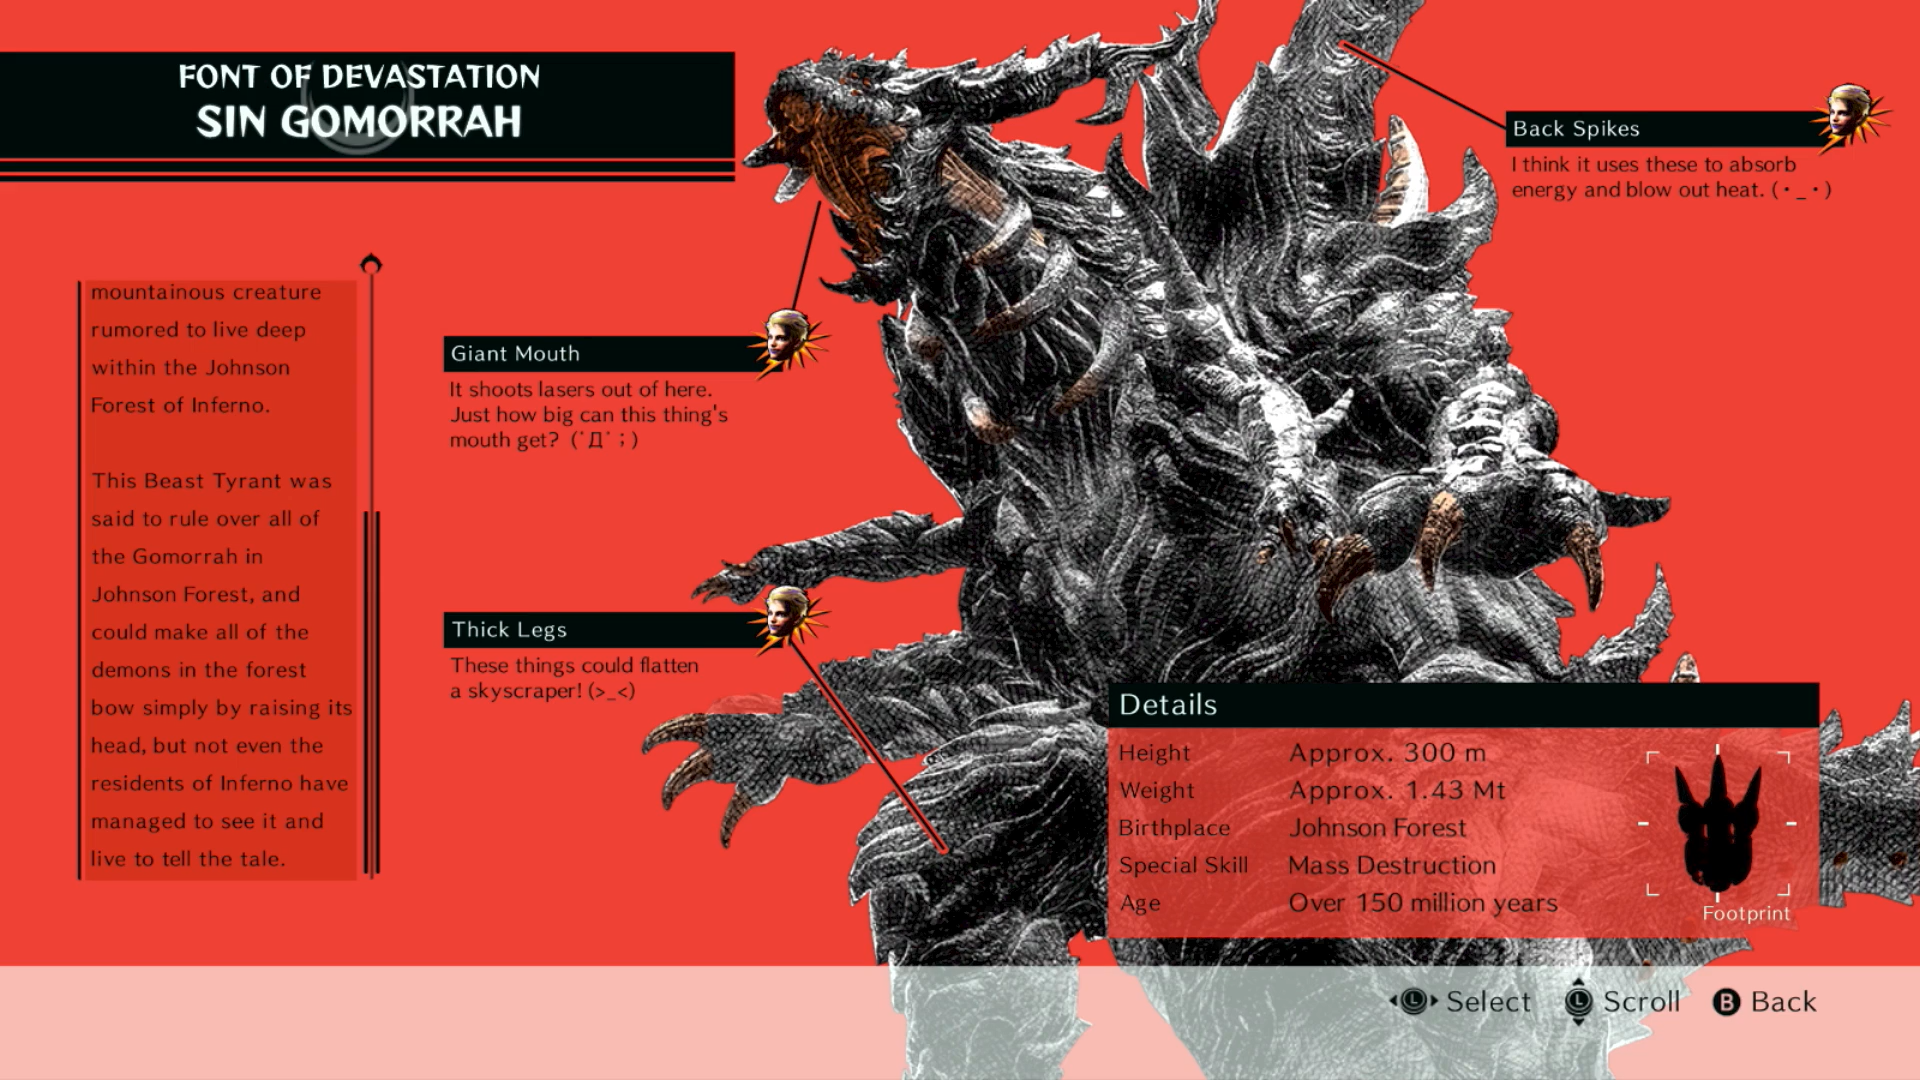 FONT OF DEVASTATION
SIN GOMORRAH
mountainous creature
rumored to live deep
within the Johnson
Forest of Inferno.
This Beast Tyrant was
said to rule over all of
the Gomorrah in
Johnson Forest, and
could make all of the
demons in the forest
bow simply by raising its
head, but not even the
residents of Inferno have
managed to see it and
live to tell the tale.
Giant Mouth
It shoots lasers out of here.
Just how big can this thing's
mouth get? (ﾟДﾟ;)
Thick Legs
These things could flatten
a skyscraper! (>_<)
Back Spikes
I think it uses these to absorb
energy and blow out heat. (・_・)
Details
Height Approx. 300 m
Weight Approx. 1.43 Mt
Birthplace Johnson Forest
Special Skill Mass Destruction
Age Over 150 million years
Footprint
L Select L Scroll B Back